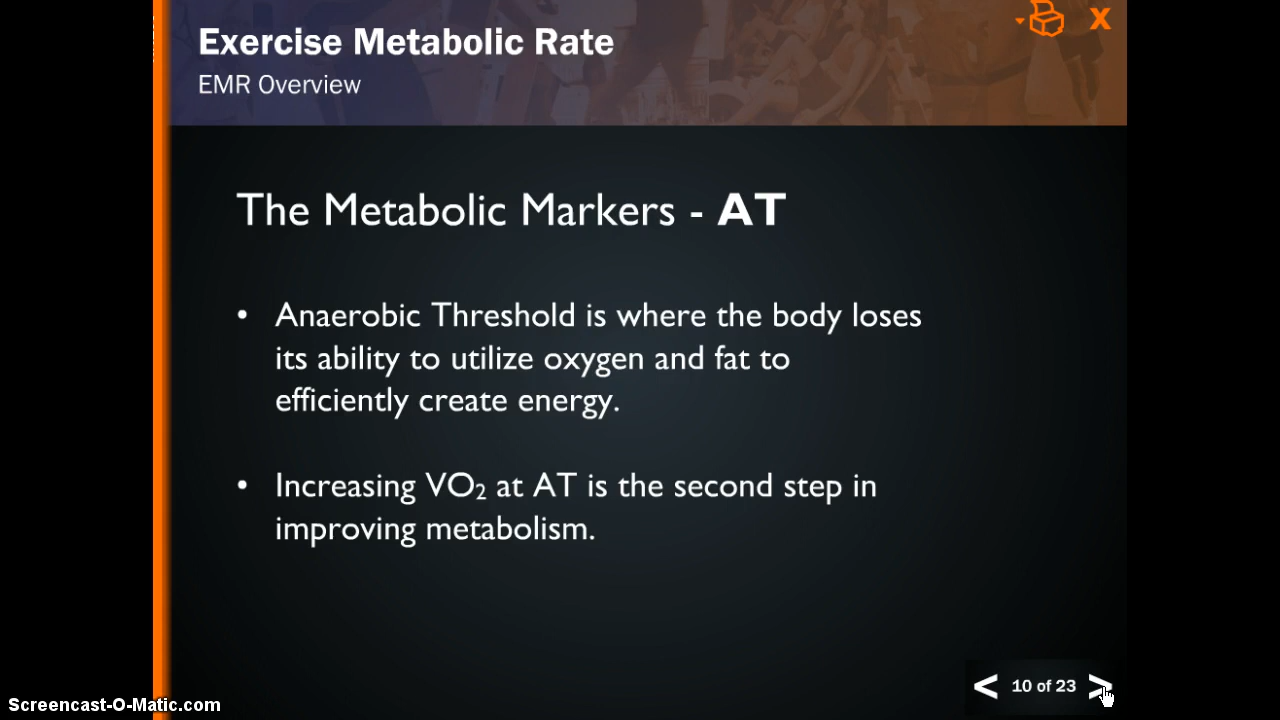 Exercise Metabolic Rate
X
EMR Overview
The Metabolic Markers - AT
• Anaerobic Threshold is where the body loses
its ability to utilize oxygen and fat to
efficiently create energy.
• Increasing VO₂ at AT is the second step in
improving metabolism.
< 10 of 23 >
Screencast-O-Matic.com